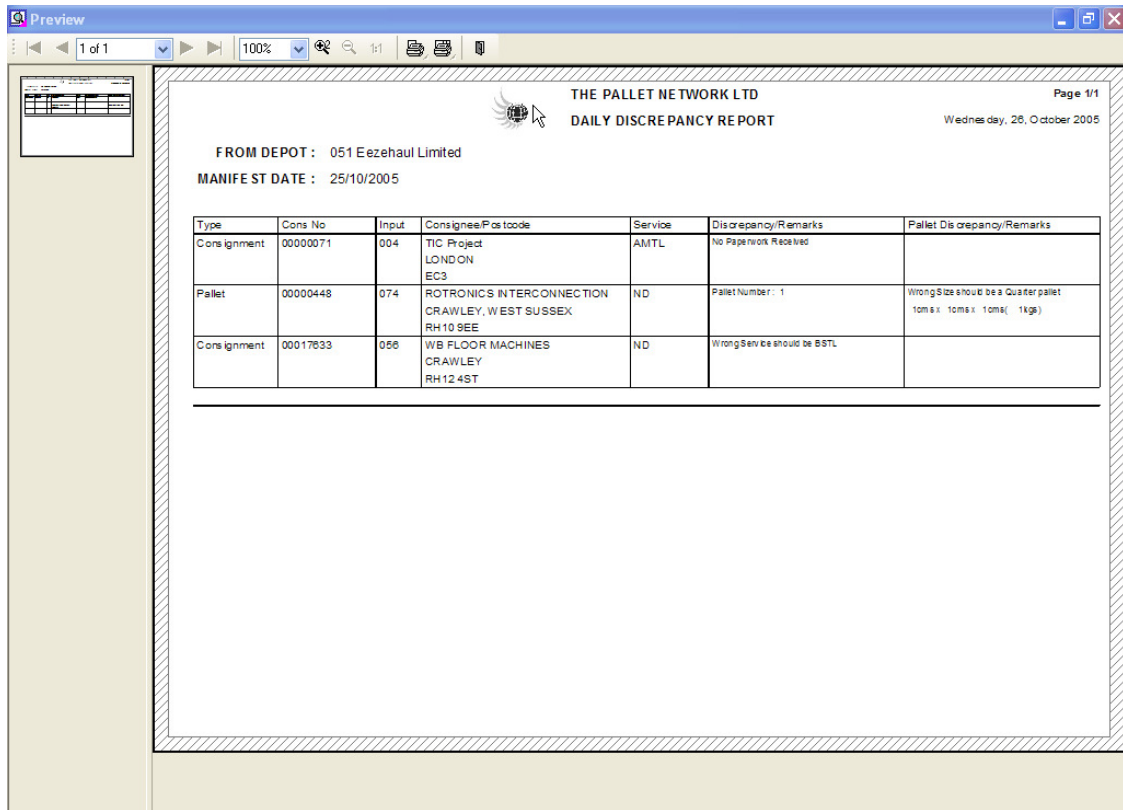 Preview
1 of 1
100%
1:1
THE PALLET NETWORK LTD
Page 1/1
DAILY DISCREPANCY REPORT
Wednesday, 26, October 2005
FROM DEPOT : 051 Eezehaul Limited
MANIFEST DATE : 25/10/2005
Type Cons No Input Consignee/Postcode Service Discrepancy/Remarks Pallet Discrepancy/Remarks
Consignment 00000071 004 TIC Project AMTL No Paperwork Received
LONDON
EC3
Pallet 00000448 074 ROTRONICS INTERCONNECTION ND Pallet Number : 1 Wrong Size should be a Quarter pallet
CRAWLEY, WEST SUSSEX 1cms x 1cms x 1cms( 1kgs)
RH10 9EE
Consignment 00017633 056 WB FLOOR MACHINES ND Wrong Service should be BSTL
CRAWLEY
RH12 4ST